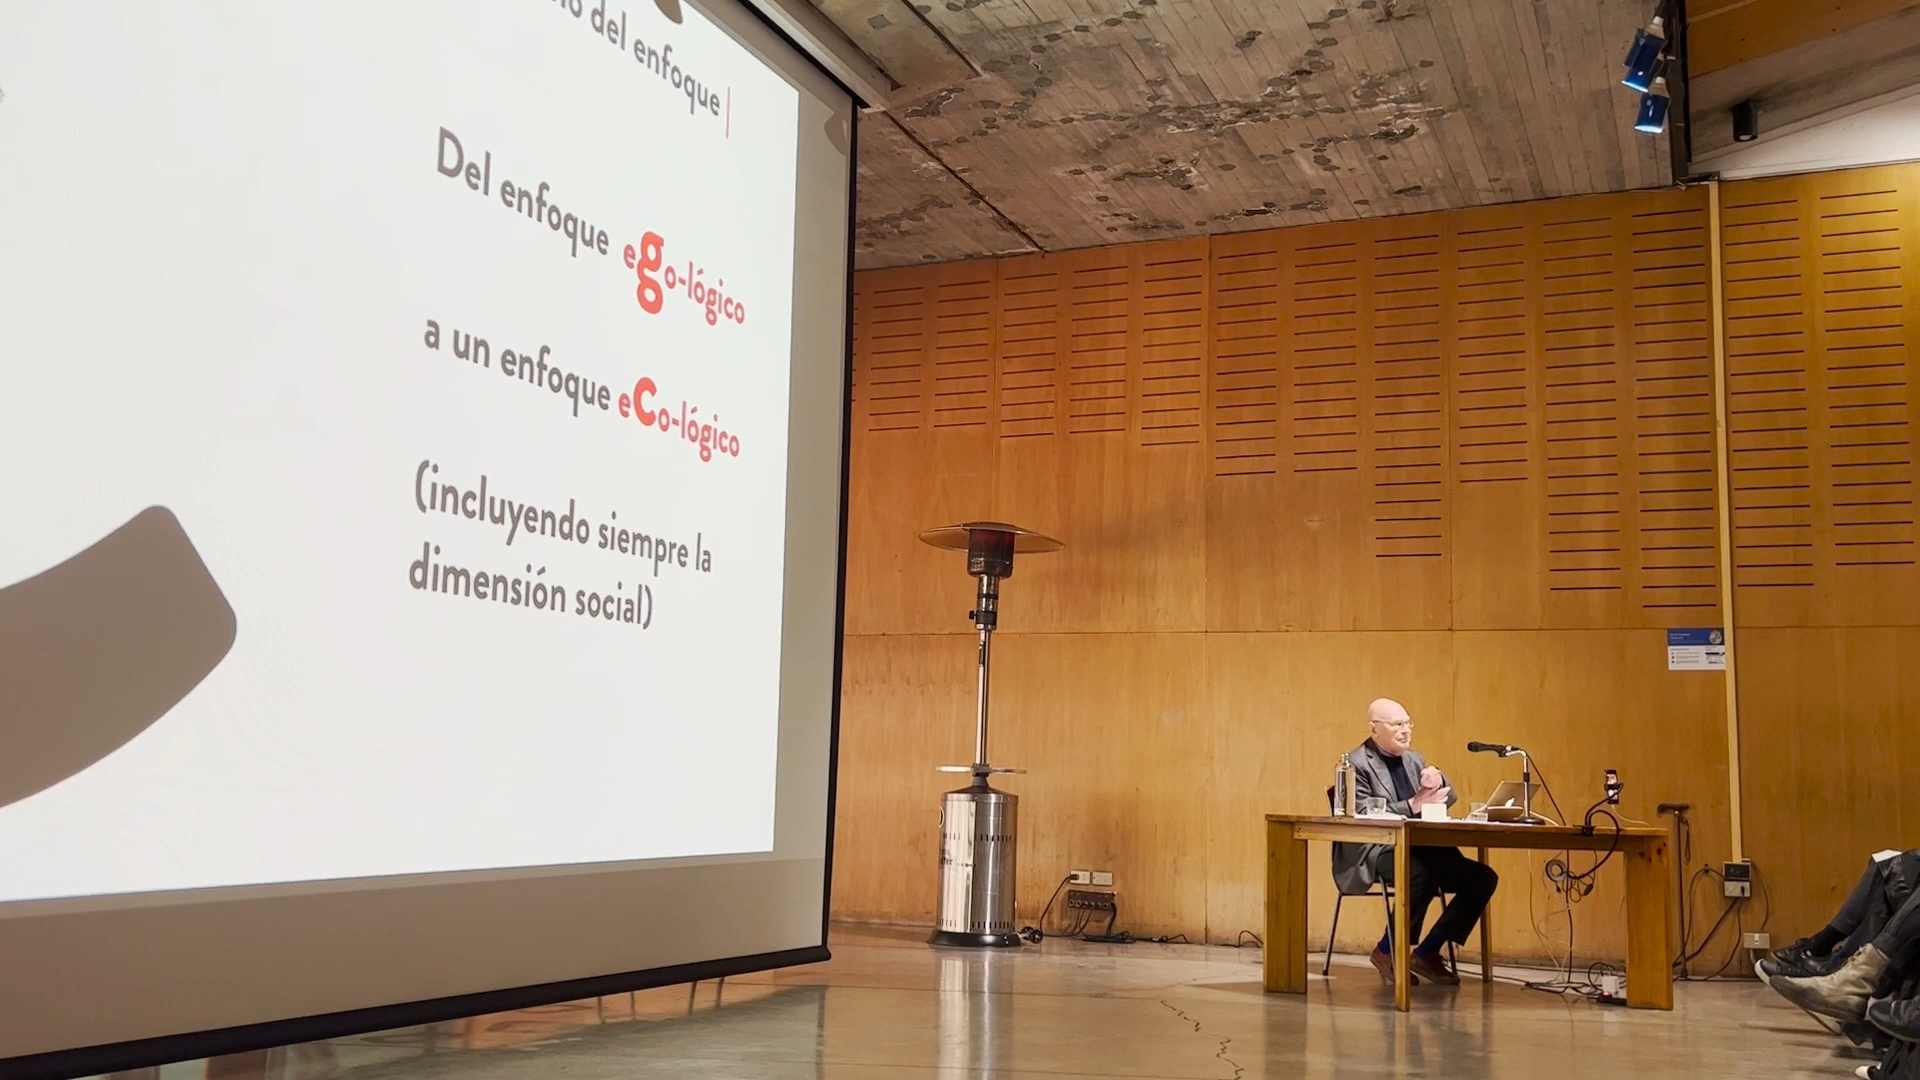 del enfoque |
Del enfoque ego-lógico
a un enfoque eco-lógico
(incluyendo siempre la
dimensión social)